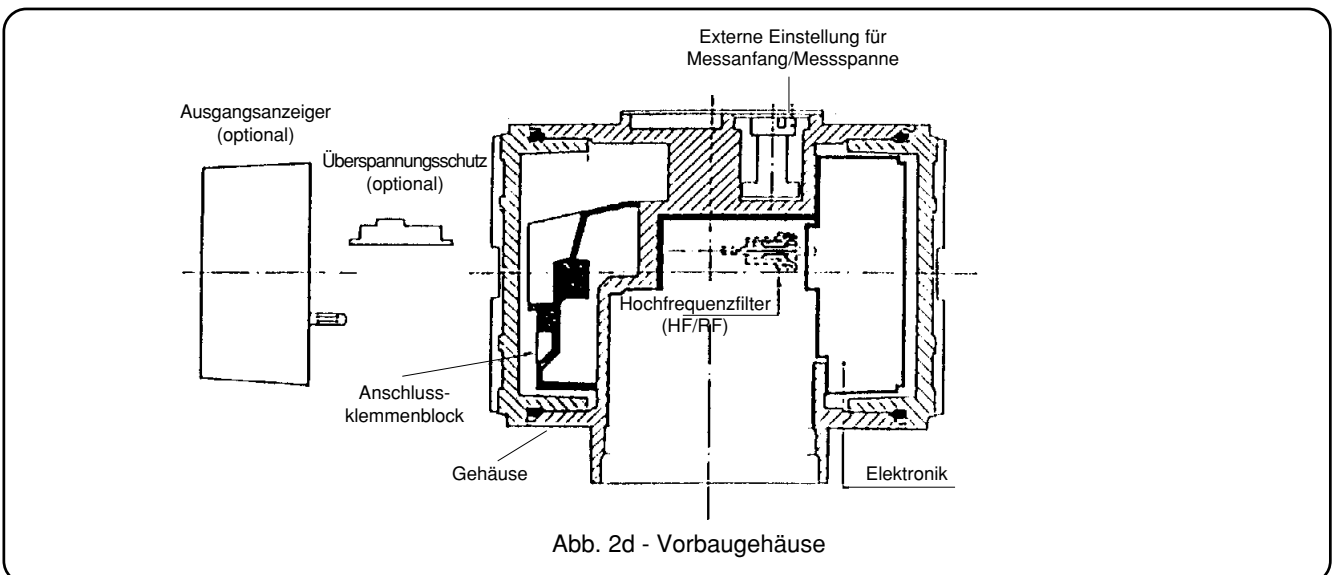 Externe Einstellung für
Messanfang/Messspanne
Ausgangsanzeiger
(optional)
Überspannungsschutz
(optional)
Hochfrequenzfilter
(HF/RF)
Anschluss-
klemmenblock
Gehäuse
Elektronik
Abb. 2d - Vorbaugehäuse